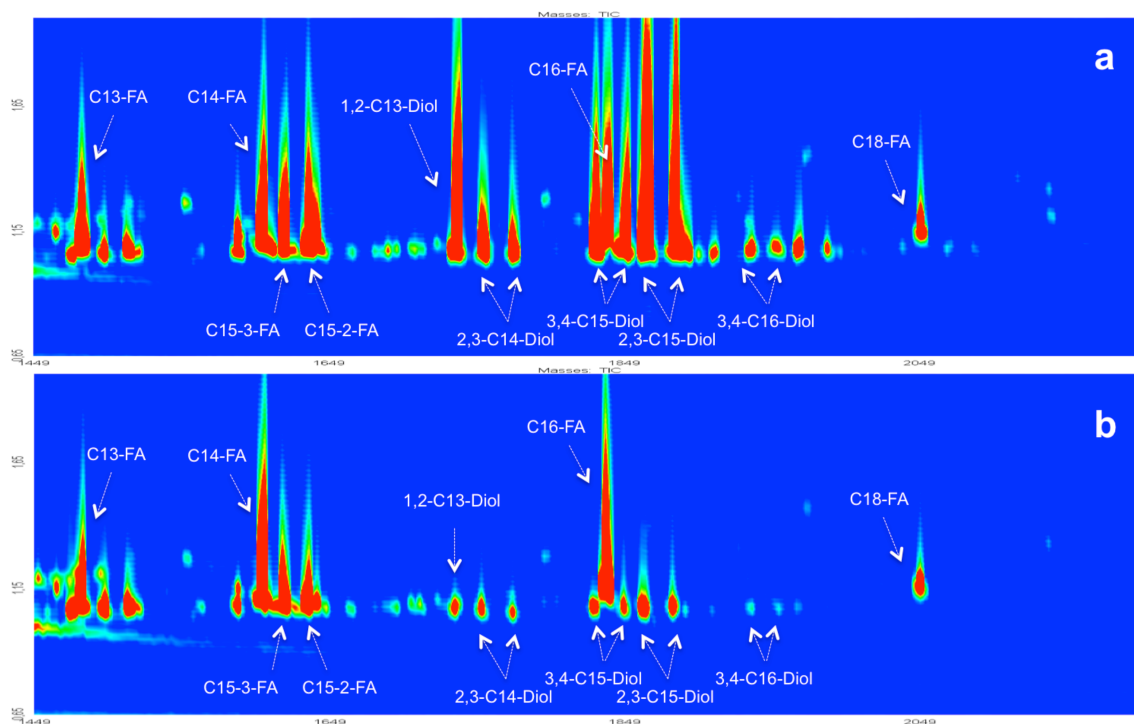 Masses: TIC
a
C13-FA
C14-FA
1,2-C13-Diol
C16-FA
C18-FA
1,65
1,15
0,65
C15-3-FA
C15-2-FA
2,3-C14-Diol
3,4-C15-Diol
2,3-C15-Diol
3,4-C16-Diol
1449
1649
1849
2049
Masses: TIC
b
C13-FA
C14-FA
1,2-C13-Diol
C16-FA
C18-FA
1,65
1,15
0,65
C15-3-FA
C15-2-FA
2,3-C14-Diol
3,4-C15-Diol
2,3-C15-Diol
3,4-C16-Diol
1449
1649
1849
2049